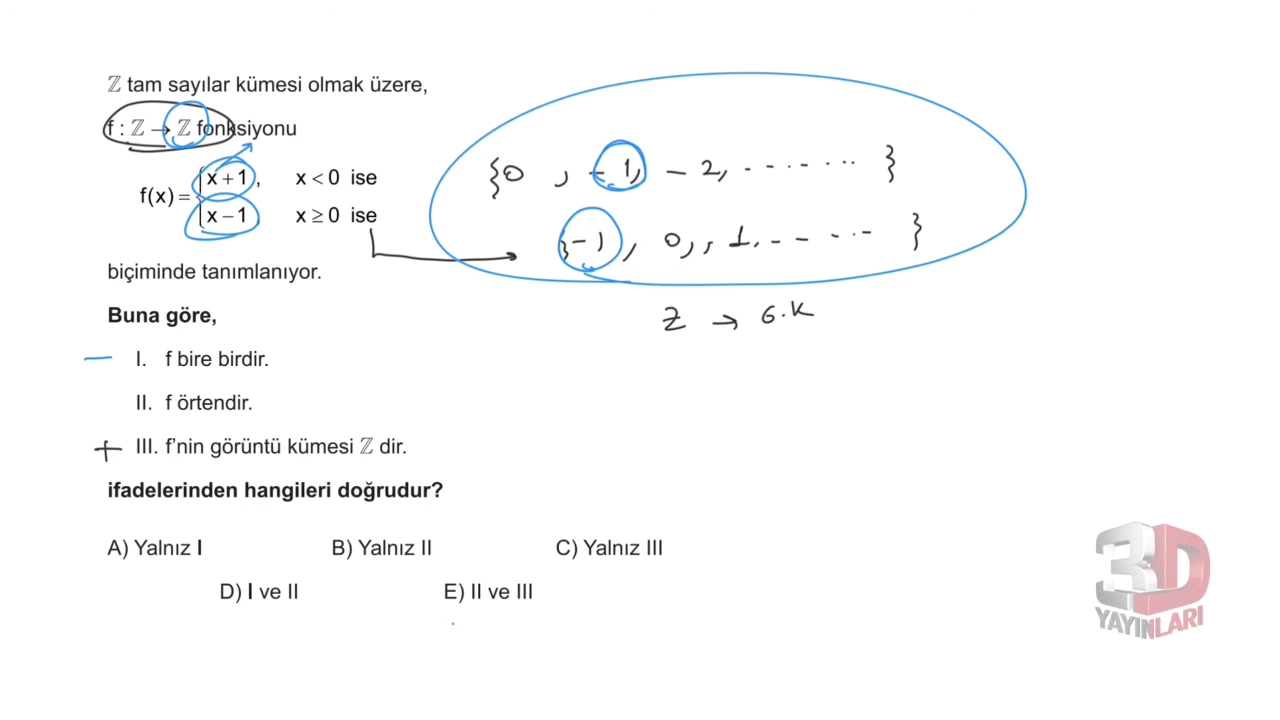 ℤ tam sayılar kümesi olmak üzere,
f : ℤ → ℤ fonksiyonu
f(x) = { x + 1, x < 0 ise
x − 1, x ≥ 0 ise
biçiminde tanımlanıyor.
{0, -1, -2, ........ }
{-1, 0,, 1, -- ---- }
Z → G.K
Buna göre,
— I. f bire birdir.
II. f örtendir.
+ III. f'nin görüntü kümesi ℤ dir.
ifadelerinden hangileri doğrudur?
A) Yalnız I B) Yalnız II C) Yalnız III
D) I ve II E) II ve III
3D
YAYINLARI